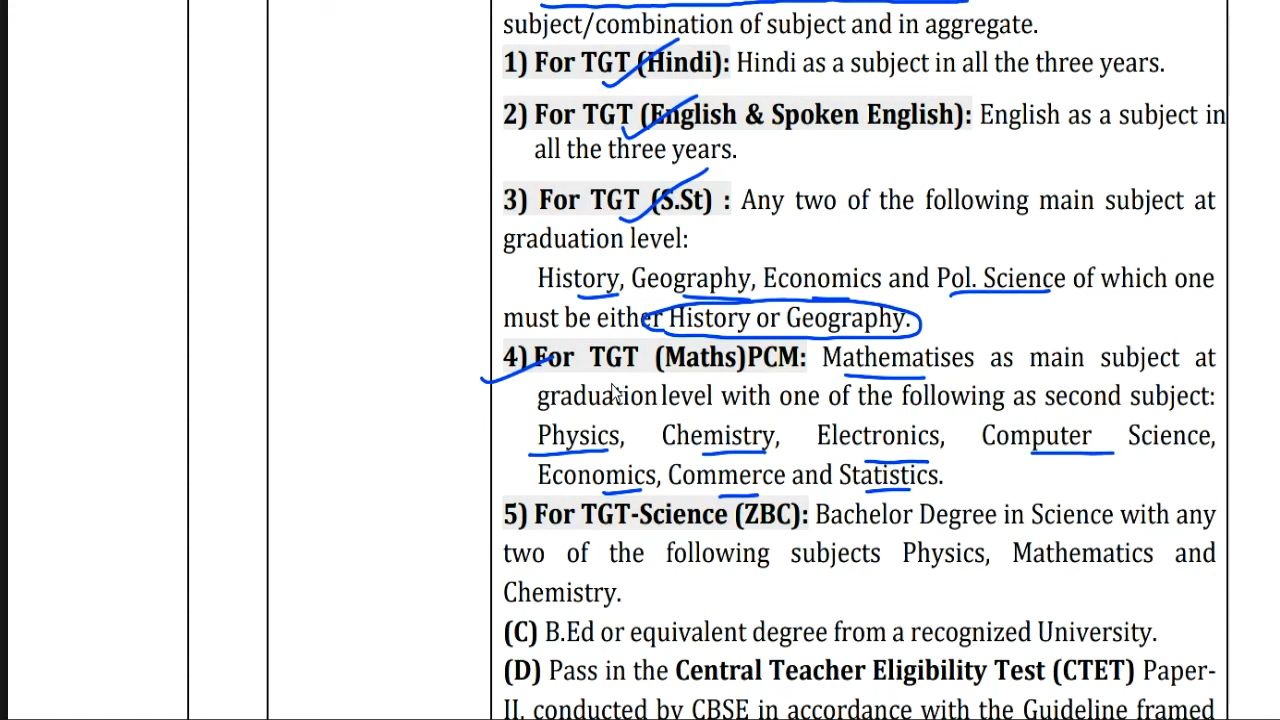 subject/combination of subject and in aggregate.
1) For TGT (Hindi): Hindi as a subject in all the three years.
2) For TGT (English & Spoken English): English as a subject in
all the three years.
3) For TGT (S.St) : Any two of the following main subject at
graduation level:
History, Geography, Economics and Pol. Science of which one
must be either History or Geography.
4) For TGT (Maths)PCM: Mathematises as main subject at
graduation level with one of the following as second subject:
Physics, Chemistry, Electronics, Computer Science,
Economics, Commerce and Statistics.
5) For TGT-Science (ZBC): Bachelor Degree in Science with any
two of the following subjects Physics, Mathematics and
Chemistry.
(C) B.Ed or equivalent degree from a recognized University.
(D) Pass in the Central Teacher Eligibility Test (CTET) Paper-
II, conducted by CBSE in accordance with the Guideline framed